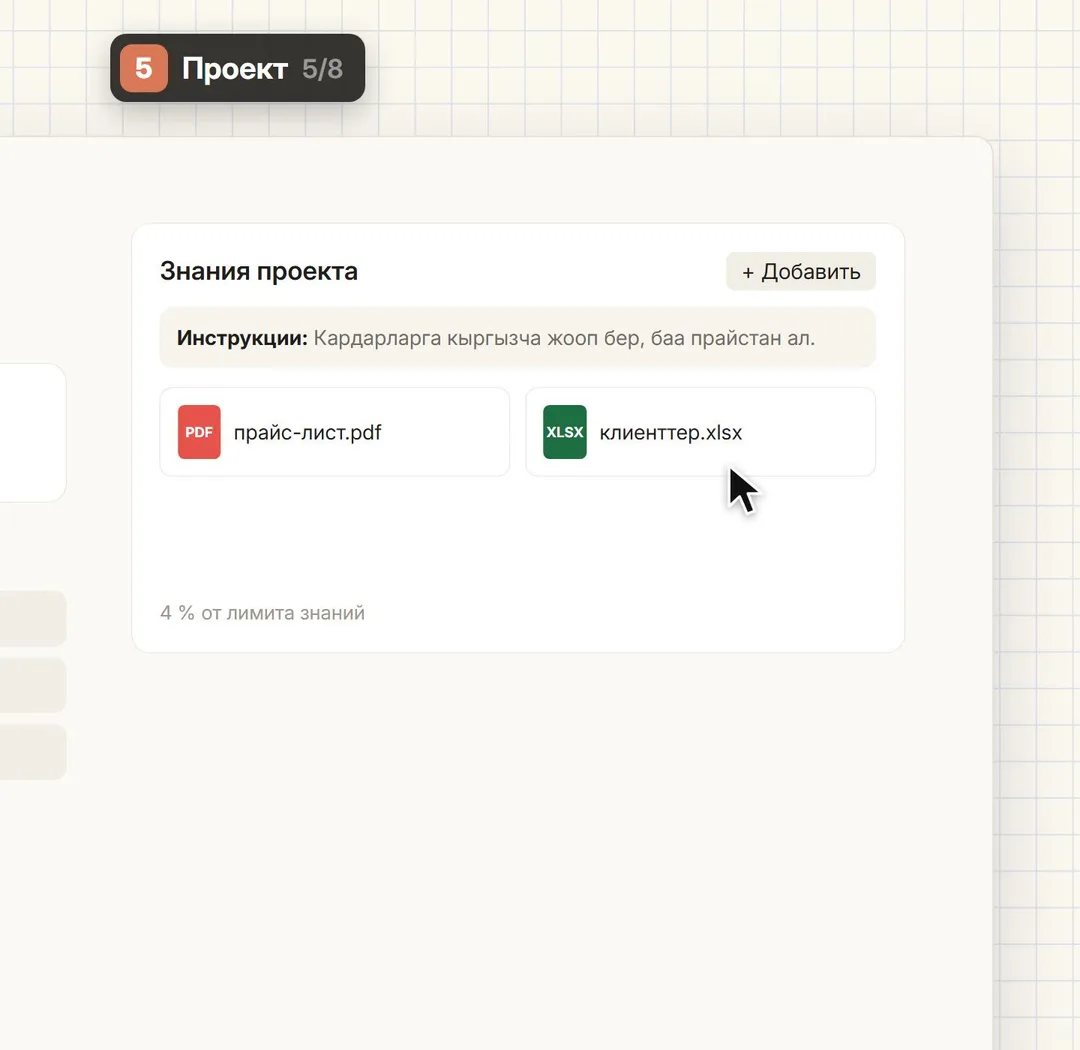 5 Проект 5/8
Знания проекта
+ Добавить
Инструкции: Кардарларга кыргызча жооп бер, баа прайстан ал.
PDF прайс-лист.pdf
XLSX клиенттер.xlsx
4 % от лимита знаний